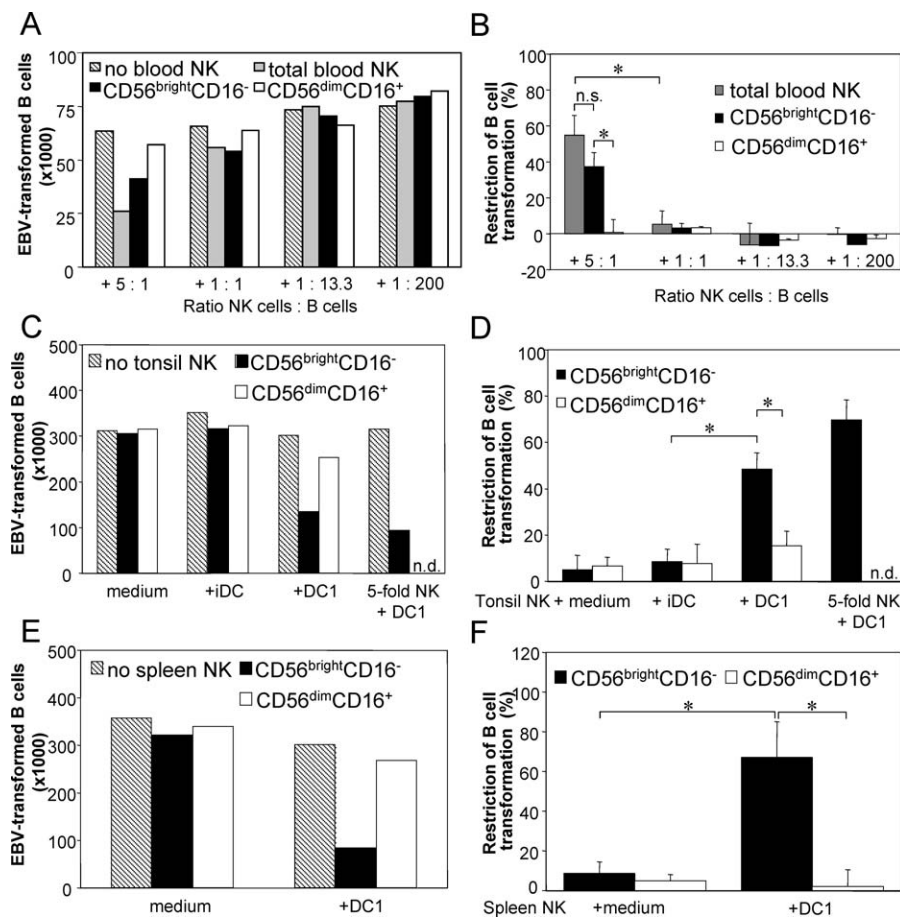 A
EBV-transformed B cells
(x1000)
100
75
50
25
0
no blood NK
total blood NK
CD56brightCD16-
CD56dimCD16+
+ 5 : 1
+ 1 : 1
+ 1 : 13.3
+ 1 : 200
Ratio NK cells : B cells
B
Restriction of B cell
transformation (%)
100
80
60
40
20
0
-20
*
n.s.
*
total blood NK
CD56brightCD16-
CD56dimCD16+
+ 5 : 1
+ 1 : 1
+ 1 : 13.3
+ 1 : 200
Ratio NK cells : B cells
C
EBV-transformed B cells
(x1000)
500
400
300
200
100
0
no tonsil NK
CD56brightCD16-
CD56dimCD16+
n.d.
medium
+iDC
+DC1
5-fold NK
+ DC1
D
Restriction of B cell
transformation (%)
100
80
60
40
20
0
CD56brightCD16-
CD56dimCD16+
*
*
n.d.
Tonsil NK + medium
+ iDC
+ DC1
5-fold NK
+ DC1
E
EBV-transformed B cells
(x1000)
500
400
300
200
100
0
no spleen NK
CD56brightCD16-
CD56dimCD16+
medium
+DC1
F
Restriction of B cell
transformation (%)
120
100
80
60
40
20
0
CD56brightCD16-
CD56dimCD16+
*
*
Spleen NK +medium
+DC1